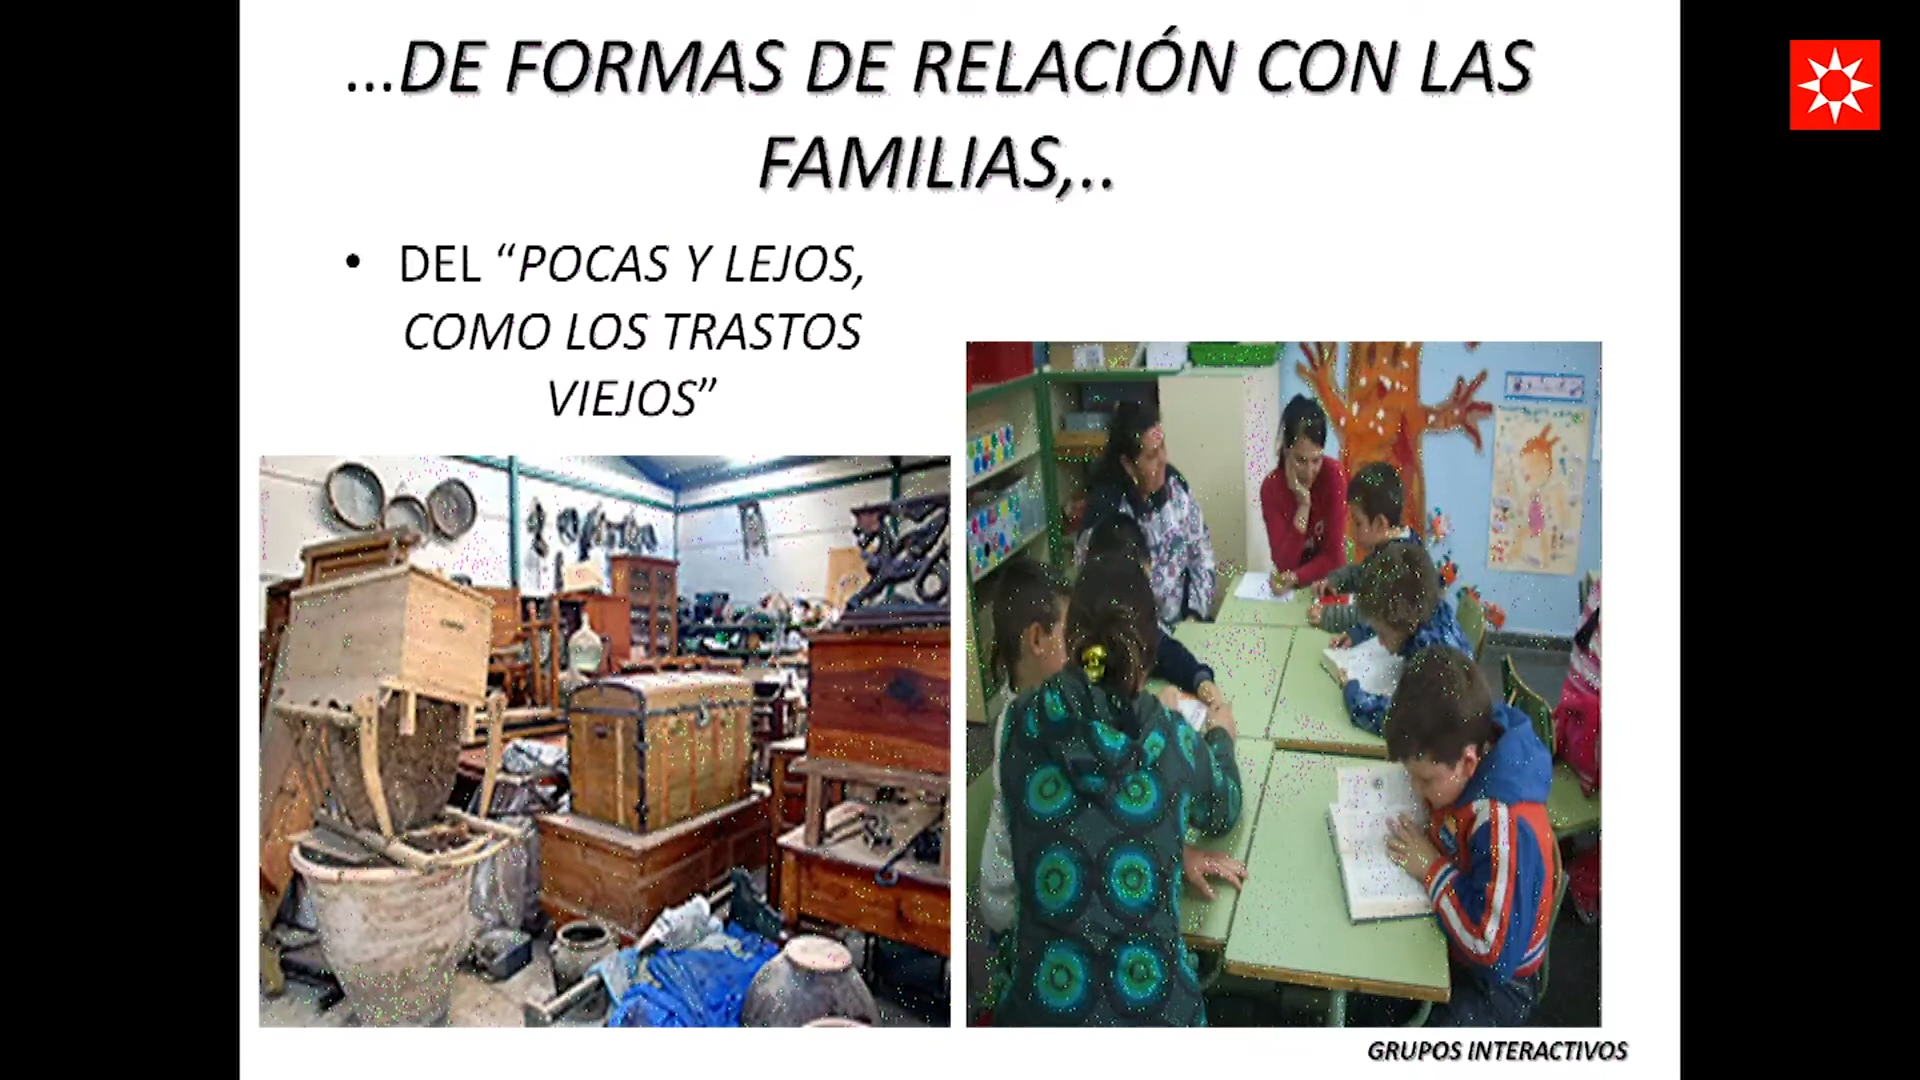 ...DE FORMAS DE RELACIÓN CON LAS
FAMILIAS,..
• DEL “POCAS Y LEJOS,
COMO LOS TRASTOS
VIEJOS”
GRUPOS INTERACTIVOS